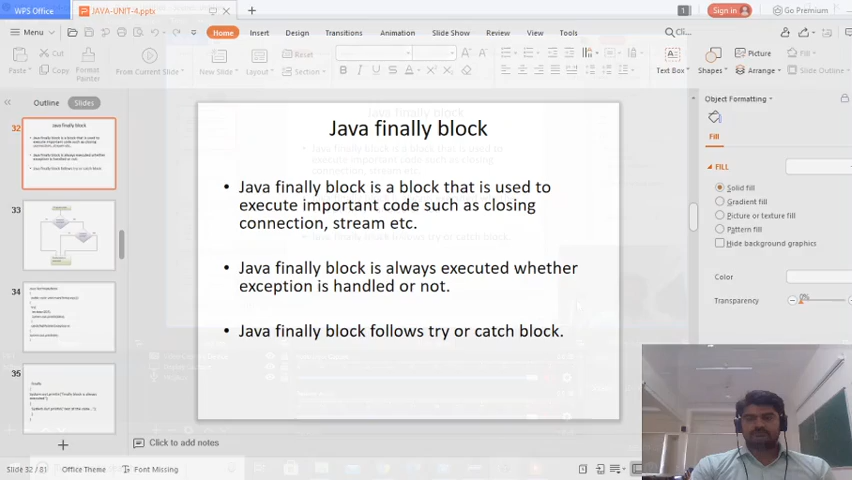 WPS Office
JAVA-UNIT-4.pptx
1
Sign in
Go Premium
Menu
Home
Insert
Design
Transitions
Animation
Slide Show
Review
View
Tools
Cut
Paste
Copy
Format
Painter
From Current
New Slide
Layout
Reset
Section
B I U S A
Text Box
Shapes
Picture
Arrange
Fill
Slide Outline
Outline
Slides
Object Formatting
Fill
FILL
Solid fill
Gradient fill
Picture or texture fill
Pattern fill
Hide background graphics
Color
Transparency
0%
32
33
34
35
Java finally block
• Java finally block is a block that is used to
execute important code such as closing
connection, stream etc.
• Java finally block is always executed whether
exception is handled or not.
• Java finally block follows try or catch block.
Click to add notes
Slide 32 / 81
Office Theme
Font Missing